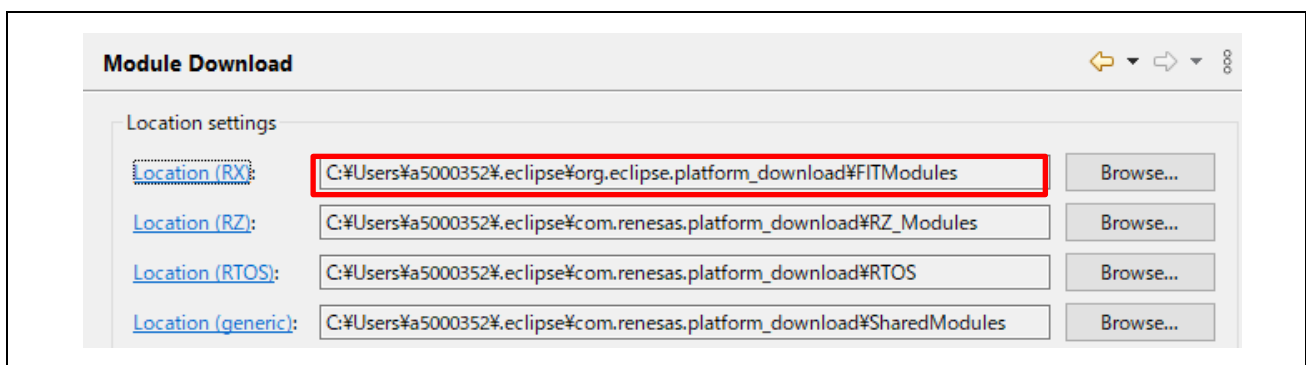 Module Download
Location settings
Location (RX): C:¥Users¥a5000352¥.eclipse¥org.eclipse.platform_download¥FITModules Browse...
Location (RZ): C:¥Users¥a5000352¥.eclipse¥com.renesas.platform_download¥RZ_Modules Browse...
Location (RTOS): C:¥Users¥a5000352¥.eclipse¥com.renesas.platform_download¥RTOS Browse...
Location (generic): C:¥Users¥a5000352¥.eclipse¥com.renesas.platform_download¥SharedModules Browse...